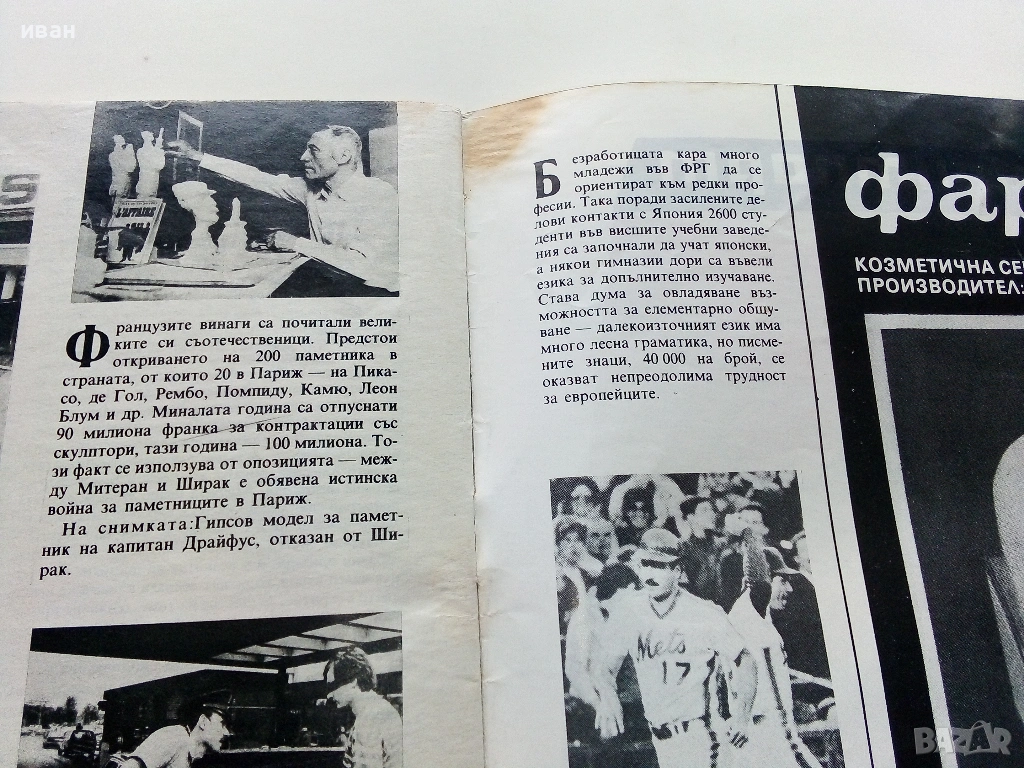 иван
Французите винаги са почитали вели-
ките си съотечественици. Предстои
откриването на 200 паметника в
страната, от които 20 в Париж — на Пика-
со, де Гол, Рембо, Помпиду, Камю, Леон
Блум и др. Миналата година са отпуснати
90 милиона франка за контрактации със
скулптори, тази година — 100 милиона. То-
зи факт се използува от опозицията — меж-
ду Митеран и Ширак е обявена истинска
война за паметниците в Париж.
На снимката: Гипсов модел за памет-
ник на капитан Драйфус, отказан от Ши-
рак.
Безработицата кара много
младежи във ФРГ да се
ориентират към редки про-
фесии. Така поради засилените де-
лови контакти с Япония 2600 сту-
денти във висшите учебни заведе-
ния са започнали да учат японски,
а някои гимназии дори са въвели
езика за допълнително изучаване.
Става дума за овладяване въз-
можността за елементарно общу-
ване — далекоизточният език има
много лесна граматика, но писме-
ните знаци, 40 000 на брой, се
оказват непреодолима трудност
за европейците.
Mets
17
фар
КОЗМЕТИЧНА СЕ
ПРОИЗВОДИТЕЛ:
BAZAR